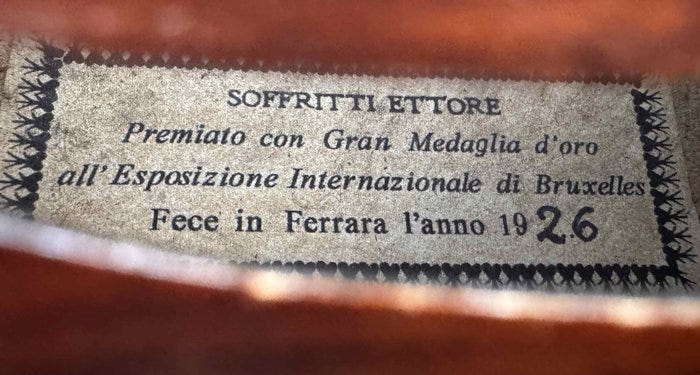 SOFFRITTI ETTORE
Premiato con Gran Medaglia d'oro
all'Esposizione Internazionale di Bruxelles
Fece in Ferrara l'anno 1926